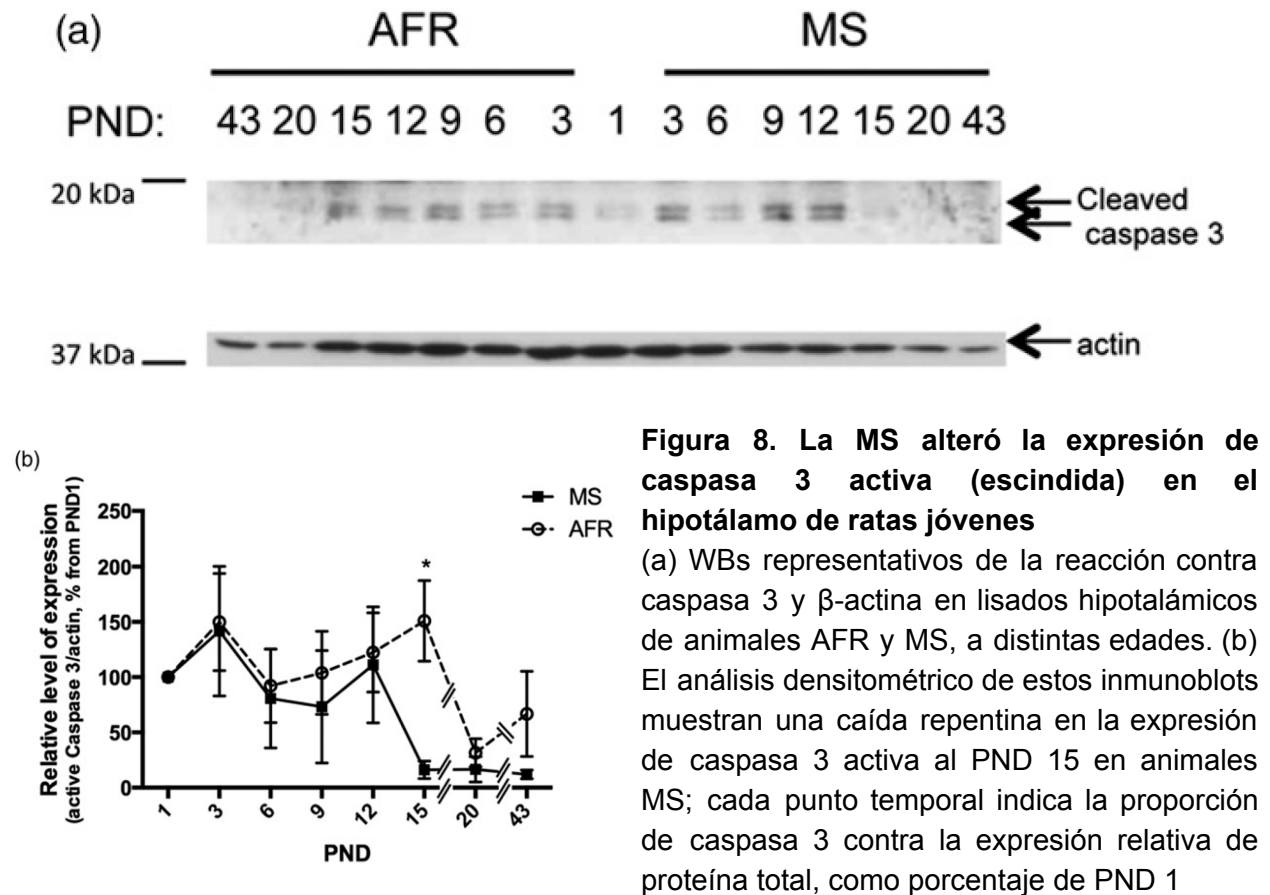 (a)
AFR MS
PND: 43 20 15 12 9 6 3 1 3 6 9 12 15 20 43
20 kDa
Cleaved
caspase 3
37 kDa
actin
(b)
MS
AFR
Relative level of expression
(active Caspase 3/actin, % from PND1)
250
200
150
100
50
0
*
1 3 6 9 12 15 20 43
PND
Figura 8. La MS alteró la expresión de
caspasa 3 activa (escindida) en el
hipotálamo de ratas jóvenes
(a) WBs representativos de la reacción contra
caspasa 3 y β-actina en lisados hipotalámicos
de animales AFR y MS, a distintas edades. (b)
El análisis densitométrico de estos inmunoblots
muestran una caída repentina en la expresión
de caspasa 3 activa al PND 15 en animales
MS; cada punto temporal indica la proporción
de caspasa 3 contra la expresión relativa de
proteína total, como porcentaje de PND 1